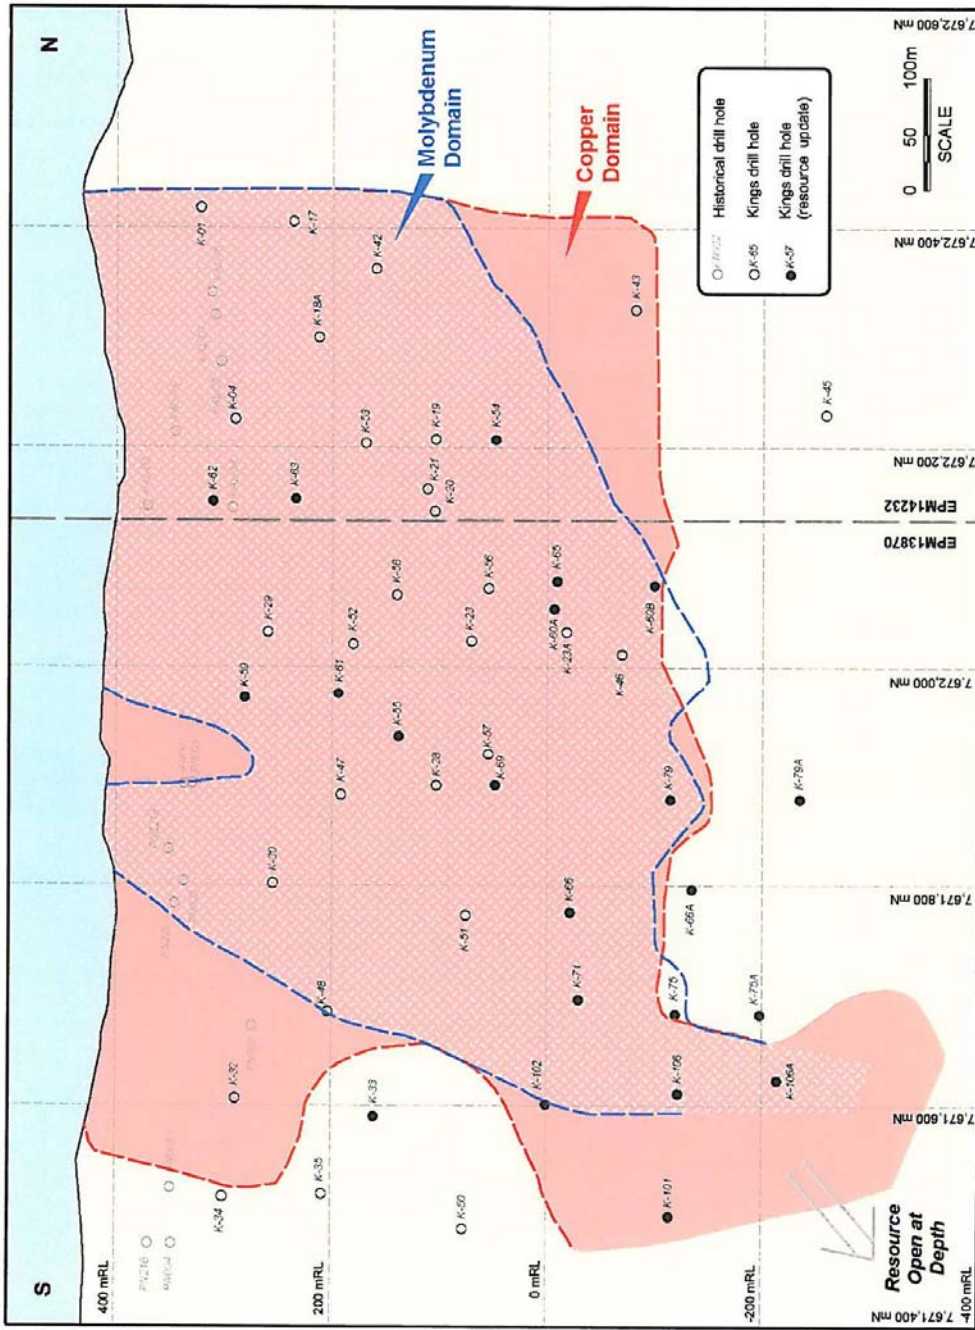 S
N
400 mRL
200 mRL
0 mRL
-200 mRL
-400 mRL
K-01
K-17
K-42
K-18A
K-04
K-53
K-19
K-54
K-21
K-20
K-62
K-63
K-43
K-45
Molybdenum
Domain
Copper
Domain
K-29
K-52
K-58
K-56
K-65
K-23
K-60A
K-23A
K-60B
K-46
K-59
K-61
K-55
K-57
K-69
K-47
K-38
K-79
K-79A
K-30
K-51
K-66
K-66A
K-48
K-71
K-75
K-75A
K-32
K-33
K-102
K-106
K-106A
K-34
K-35
K-50
K-101
PN218
Resource
Open at
Depth
EPM13870
EPM14232
7,671,400 mN
7,671,600 mN
7,671,800 mN
7,672,000 mN
7,672,200 mN
7,672,400 mN
7,672,600 mN
Historical drill hole
K-65 Kings drill hole
K-57 Kings drill hole
(resource update)
0 50 100m
SCALE